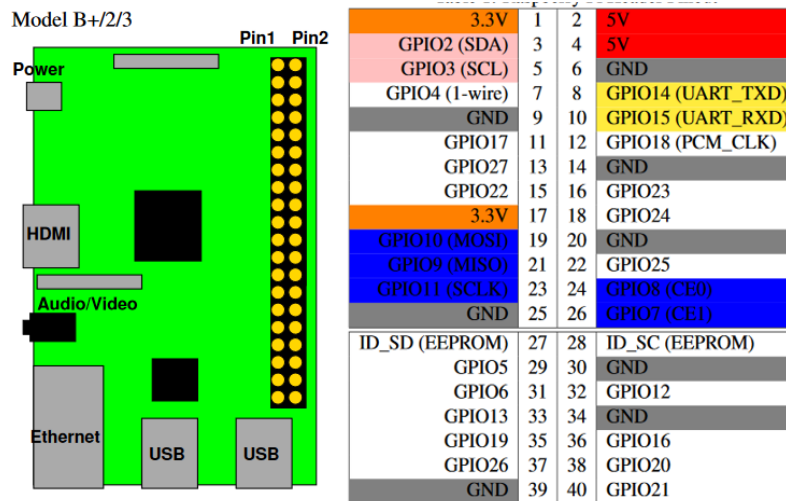 Model B+/2/3
Pin1 Pin2
Power
HDMI
Audio/Video
Ethernet
USB
USB
3.3V 1 2 5V
GPIO2 (SDA) 3 4 5V
GPIO3 (SCL) 5 6 GND
GPIO4 (1-wire) 7 8 GPIO14 (UART_TXD)
GND 9 10 GPIO15 (UART_RXD)
GPIO17 11 12 GPIO18 (PCM_CLK)
GPIO27 13 14 GND
GPIO22 15 16 GPIO23
3.3V 17 18 GPIO24
GPIO10 (MOSI) 19 20 GND
GPIO9 (MISO) 21 22 GPIO25
GPIO11 (SCLK) 23 24 GPIO8 (CE0)
GND 25 26 GPIO7 (CE1)
ID_SD (EEPROM) 27 28 ID_SC (EEPROM)
GPIO5 29 30 GND
GPIO6 31 32 GPIO12
GPIO13 33 34 GND
GPIO19 35 36 GPIO16
GPIO26 37 38 GPIO20
GND 39 40 GPIO21